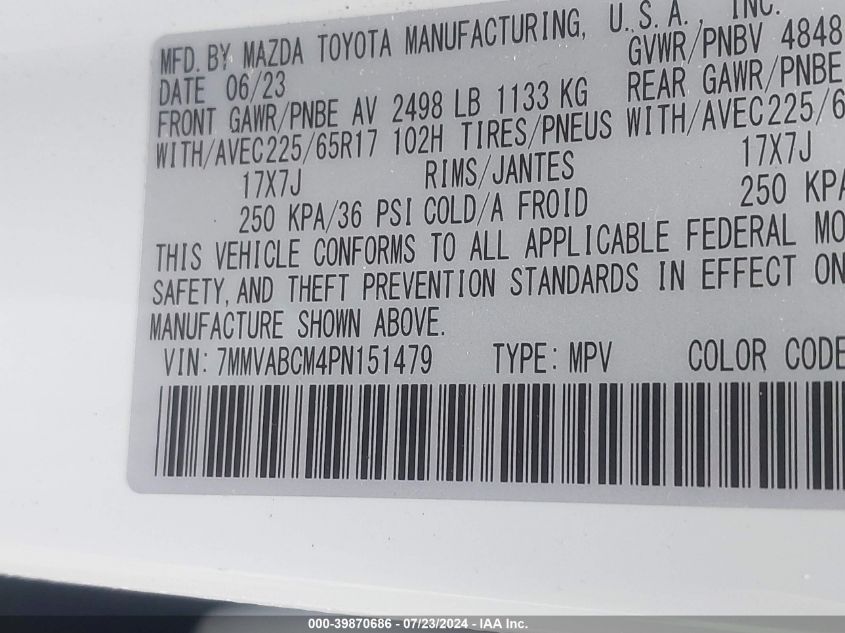 MFD. BY MAZDA TOYOTA MANUFACTURING, U.S.A., INC.
DATE 06/23 GVWR/PNBV 4848
FRONT GAWR/PNBE AV 2498 LB 1133 KG REAR GAWR/PNBE
WITH/AVEC225/65R17 102H TIRES/PNEUS WITH/AVEC225/6
17X7J RIMS/JANTES 17X7J
250 KPA/36 PSI COLD/A FROID 250 KPA
THIS VEHICLE CONFORMS TO ALL APPLICABLE FEDERAL MO
SAFETY, AND THEFT PREVENTION STANDARDS IN EFFECT ON
MANUFACTURE SHOWN ABOVE.
VIN: 7MMVABCM4PN151479 TYPE: MPV COLOR CODE
000-39870686 - 07/23/2024 - IAA Inc.